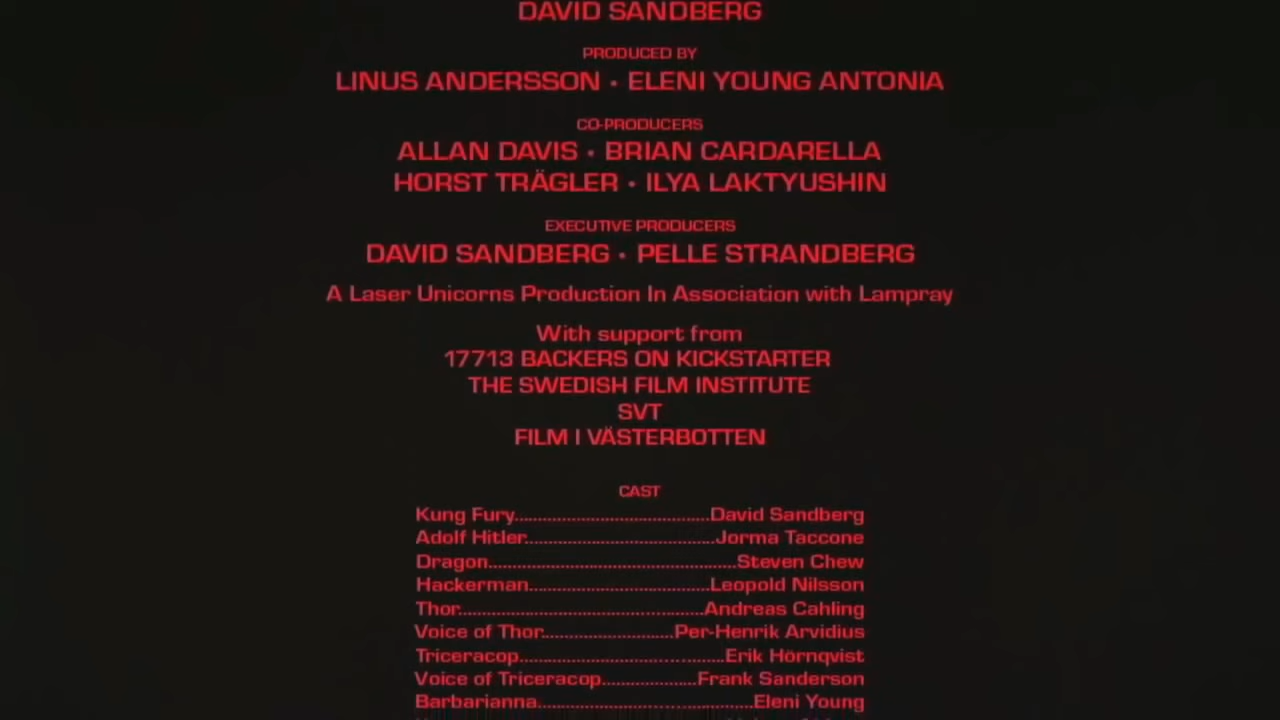 DAVID SANDBERG
PRODUCED BY
LINUS ANDERSSON • ELENI YOUNG ANTONIA
CO-PRODUCERS
ALLAN DAVIS • BRIAN CARDARELLA
HORST TRÄGLER • ILYA LAKTYUSHIN
EXECUTIVE PRODUCERS
DAVID SANDBERG • PELLE STRANDBERG
A Laser Unicorns Production In Association with Lampray
With support from
17713 BACKERS ON KICKSTARTER
THE SWEDISH FILM INSTITUTE
SVT
FILM I VÄSTERBOTTEN
CAST
Kung Fury......................................David Sandberg
Adolf Hitler.....................................Jorma Taccone
Dragon................................................Steven Chew
Hackerman...................................Leopold Nilsson
Thor................................................Andreas Cahling
Voice of Thor.........................Per-Henrik Arvidius
Triceracop........................................Erik Hörnqvist
Voice of Triceracop...................Frank Sanderson
Barbarianna..........................................Eleni Young